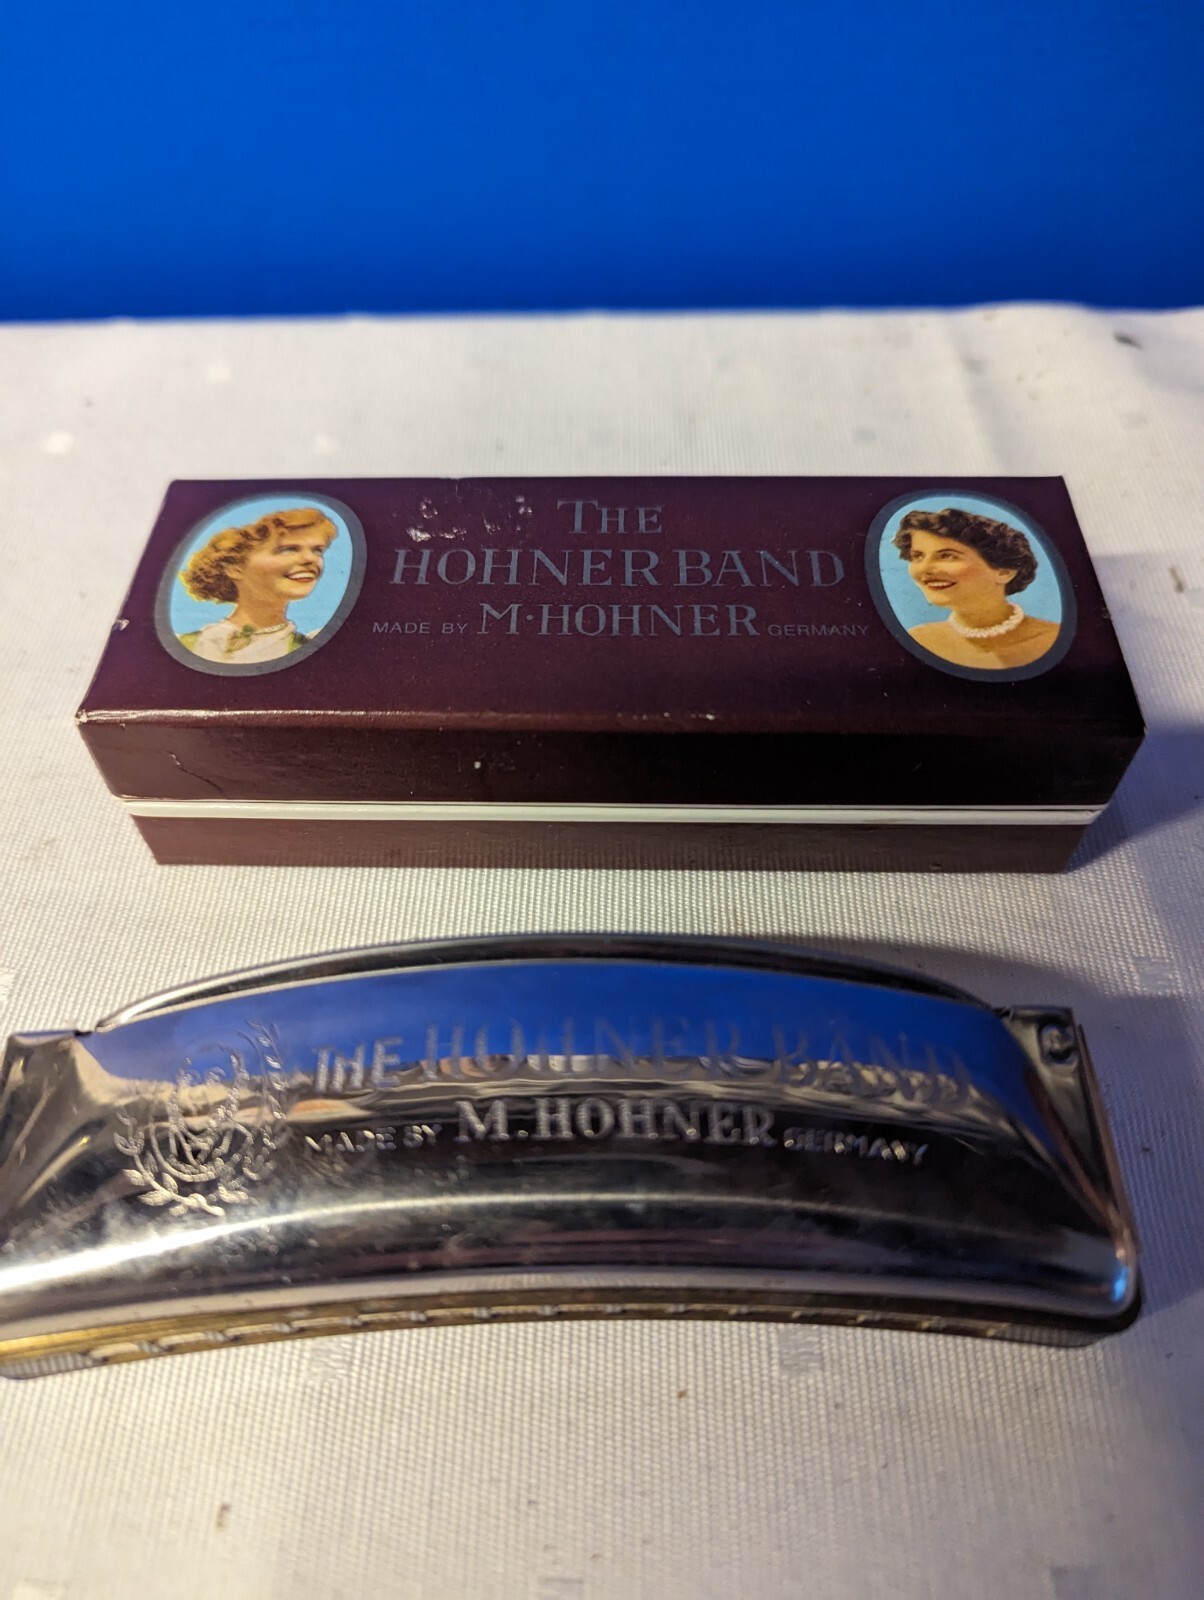 THE
HOHNER BAND
MADE BY M·HOHNER GERMANY
THE HOHNER BAND
MADE BY M. HOHNER GERMANY
C